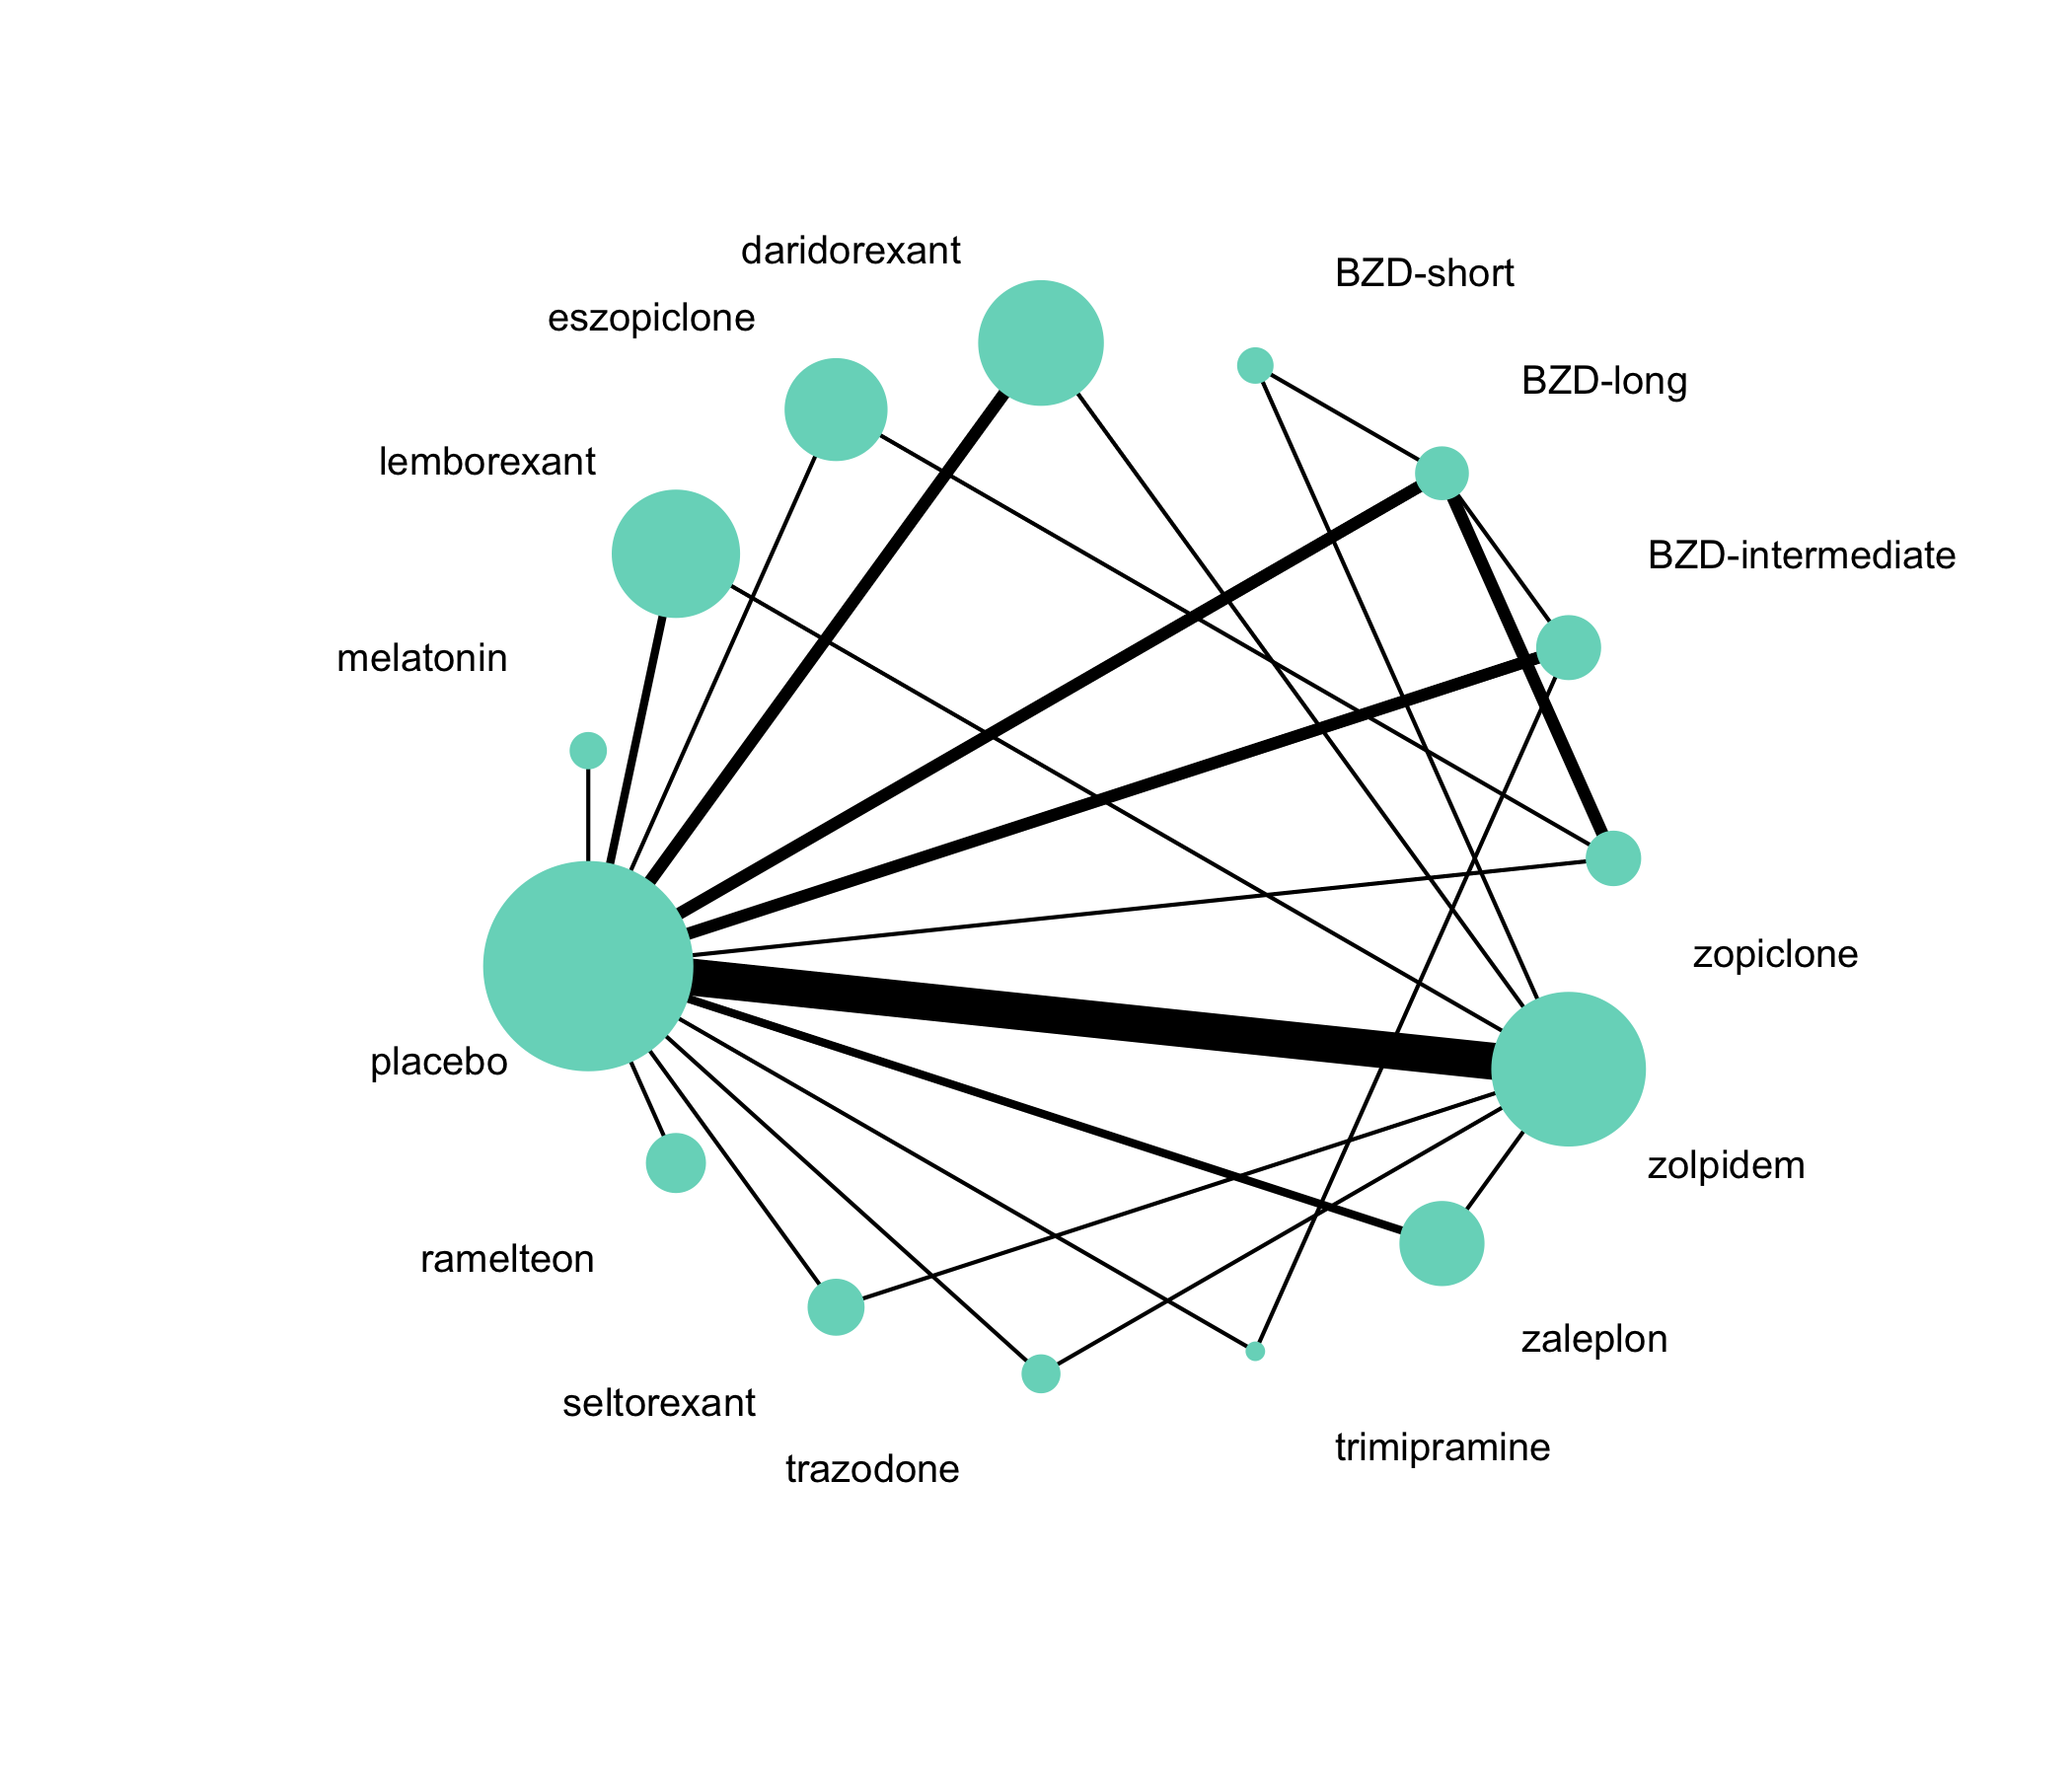 daridorexant
BZD-short
eszopiclone
BZD-long
lemborexant
BZD-intermediate
melatonin
zopiclone
placebo
zolpidem
ramelteon
zaleplon
seltorexant
trimipramine
trazodone